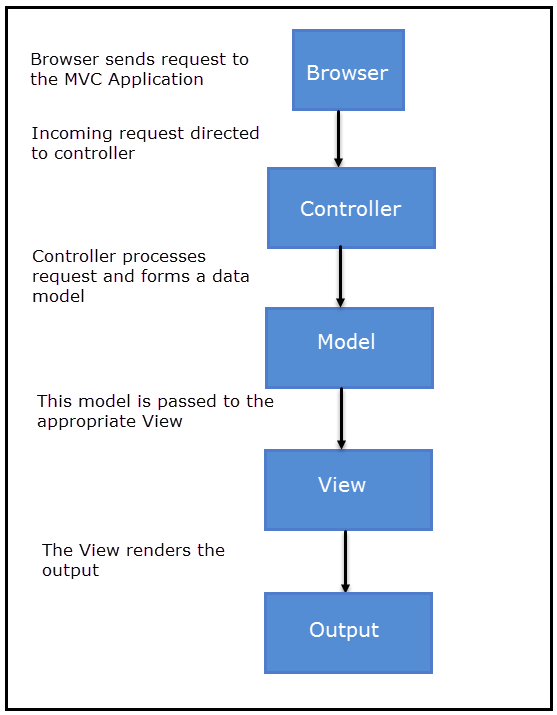 Browser sends request to
the MVC Application
Browser
Incoming request directed
to controller
Controller
Controller processes
request and forms a data
model
Model
This model is passed to the
appropriate View
View
The View renders the
output
Output